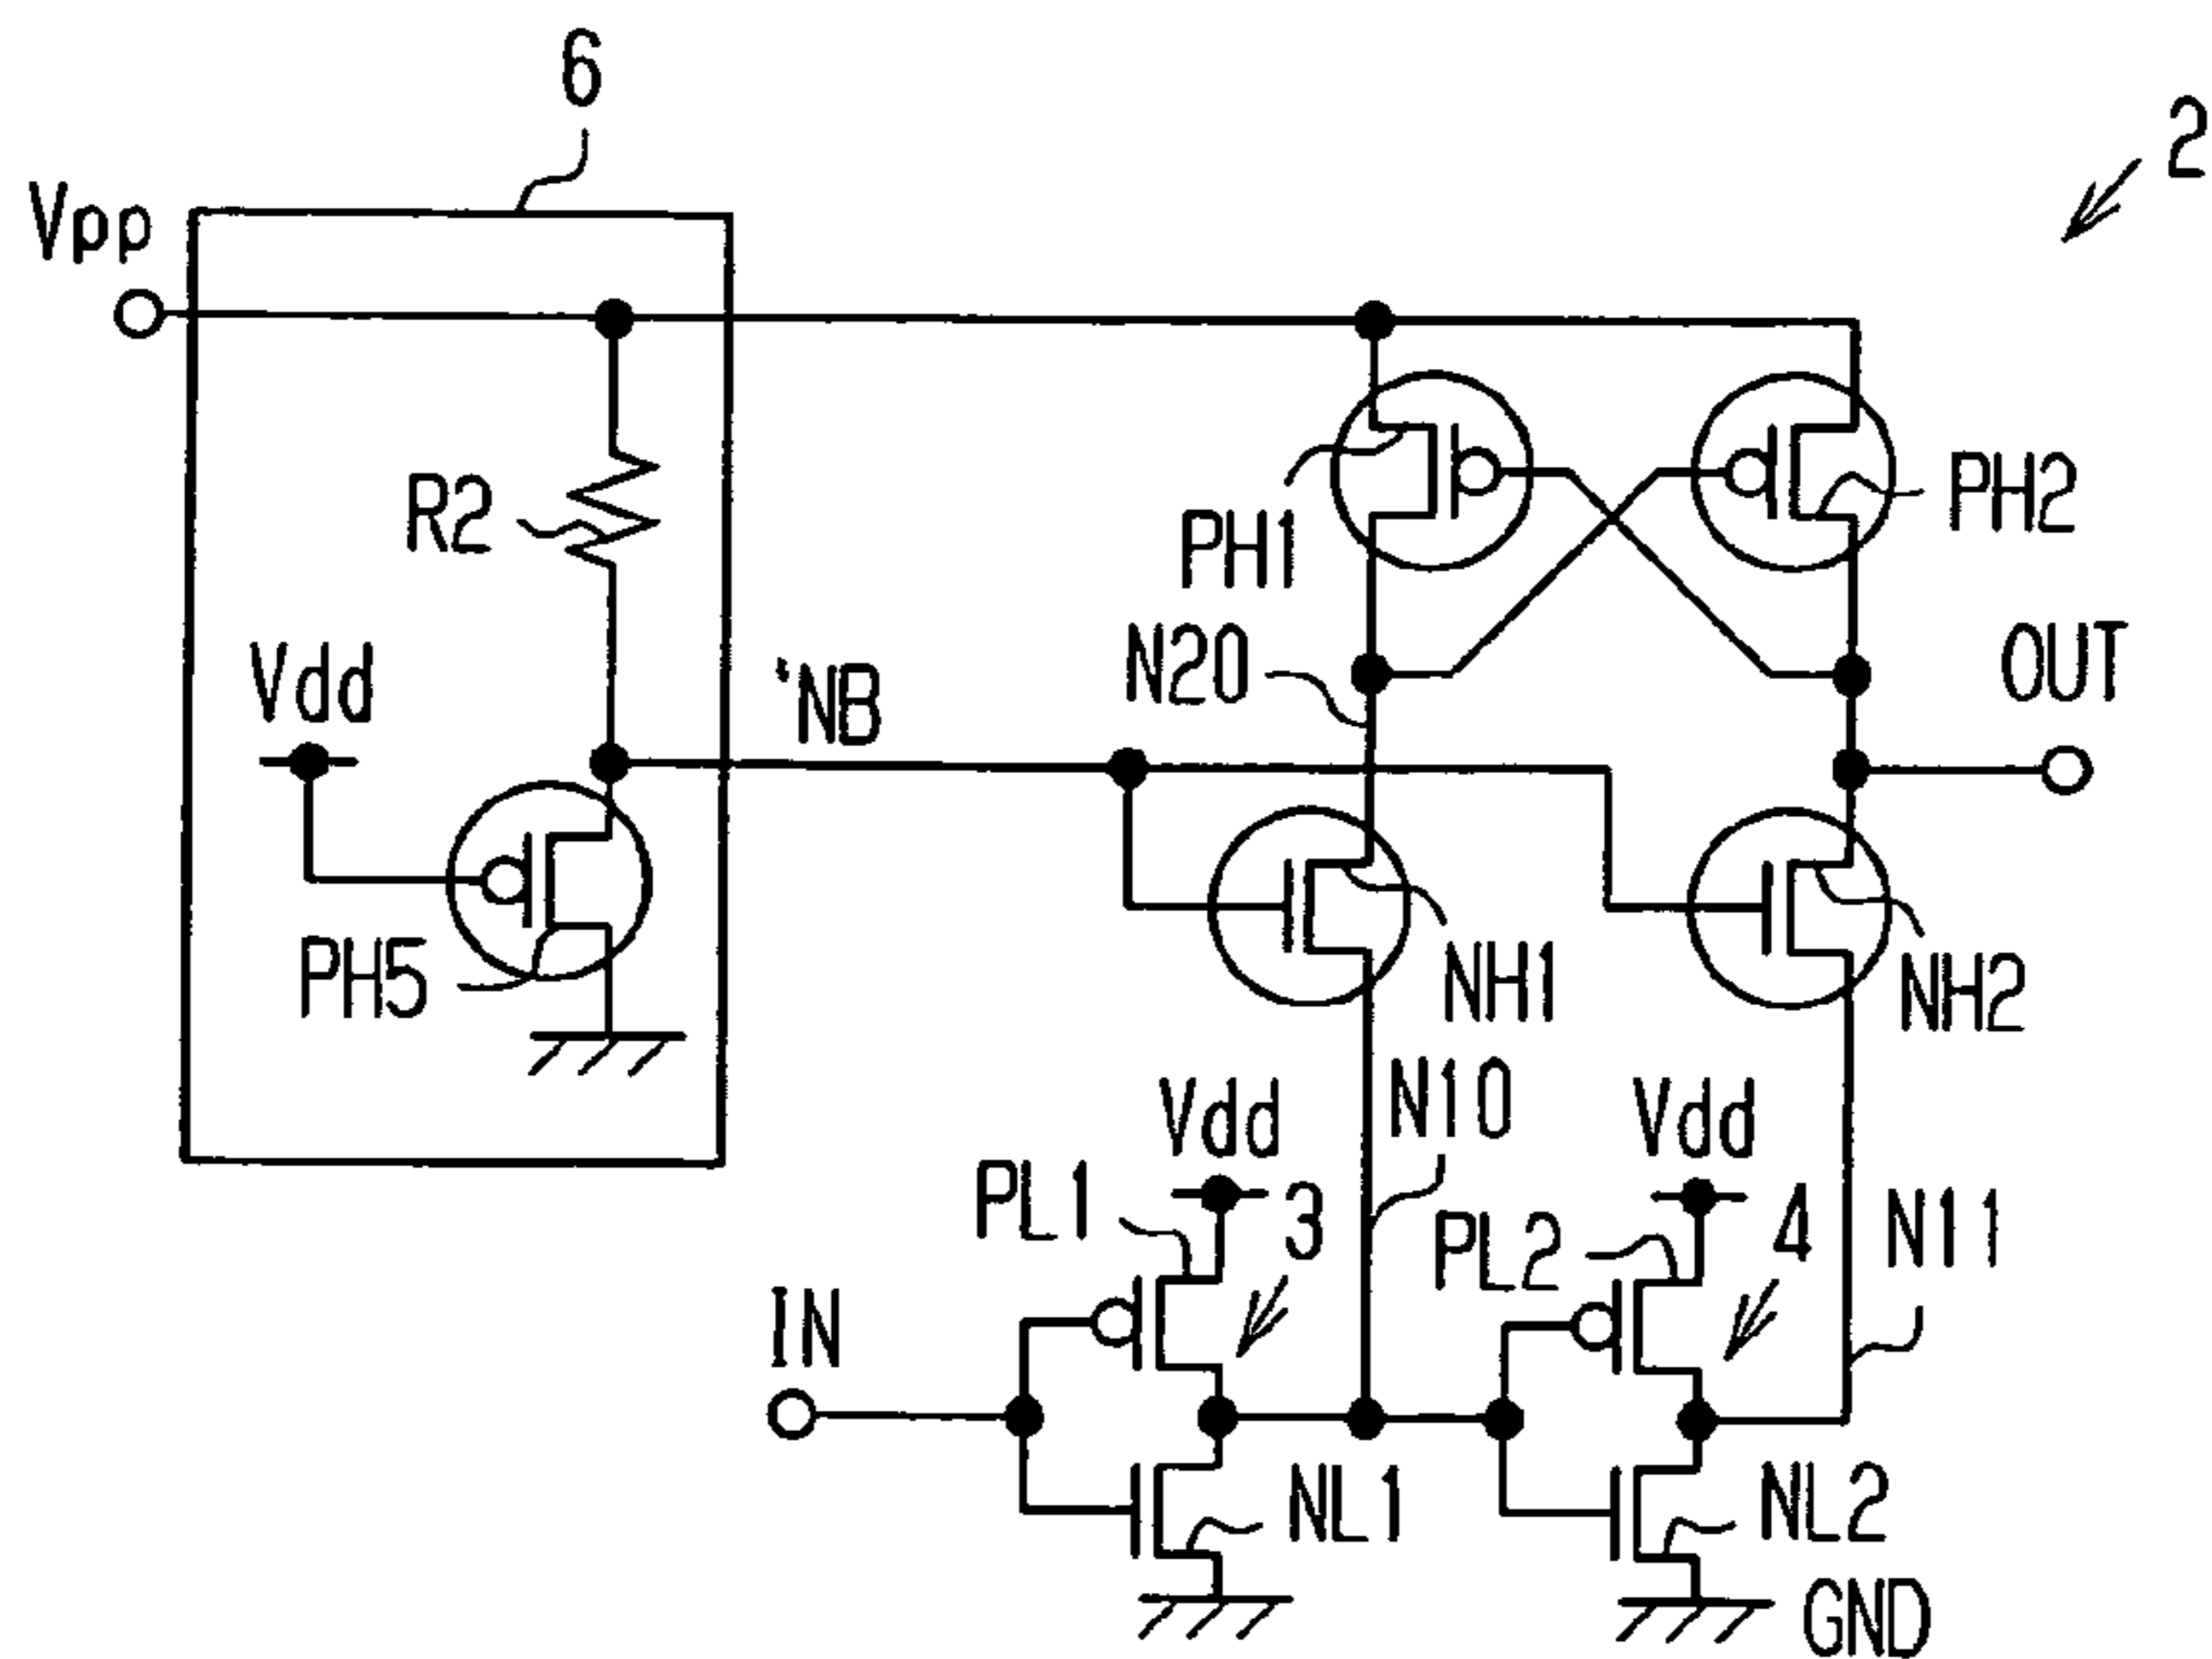 6
2
Vpp
R2
PH1
PH2
N20
OUT
Vdd
'NB
PH5
NH1
NH2
N10
Vdd
Vdd
PL1
3
PL2
4
N11
IN
NL1
NL2
GND